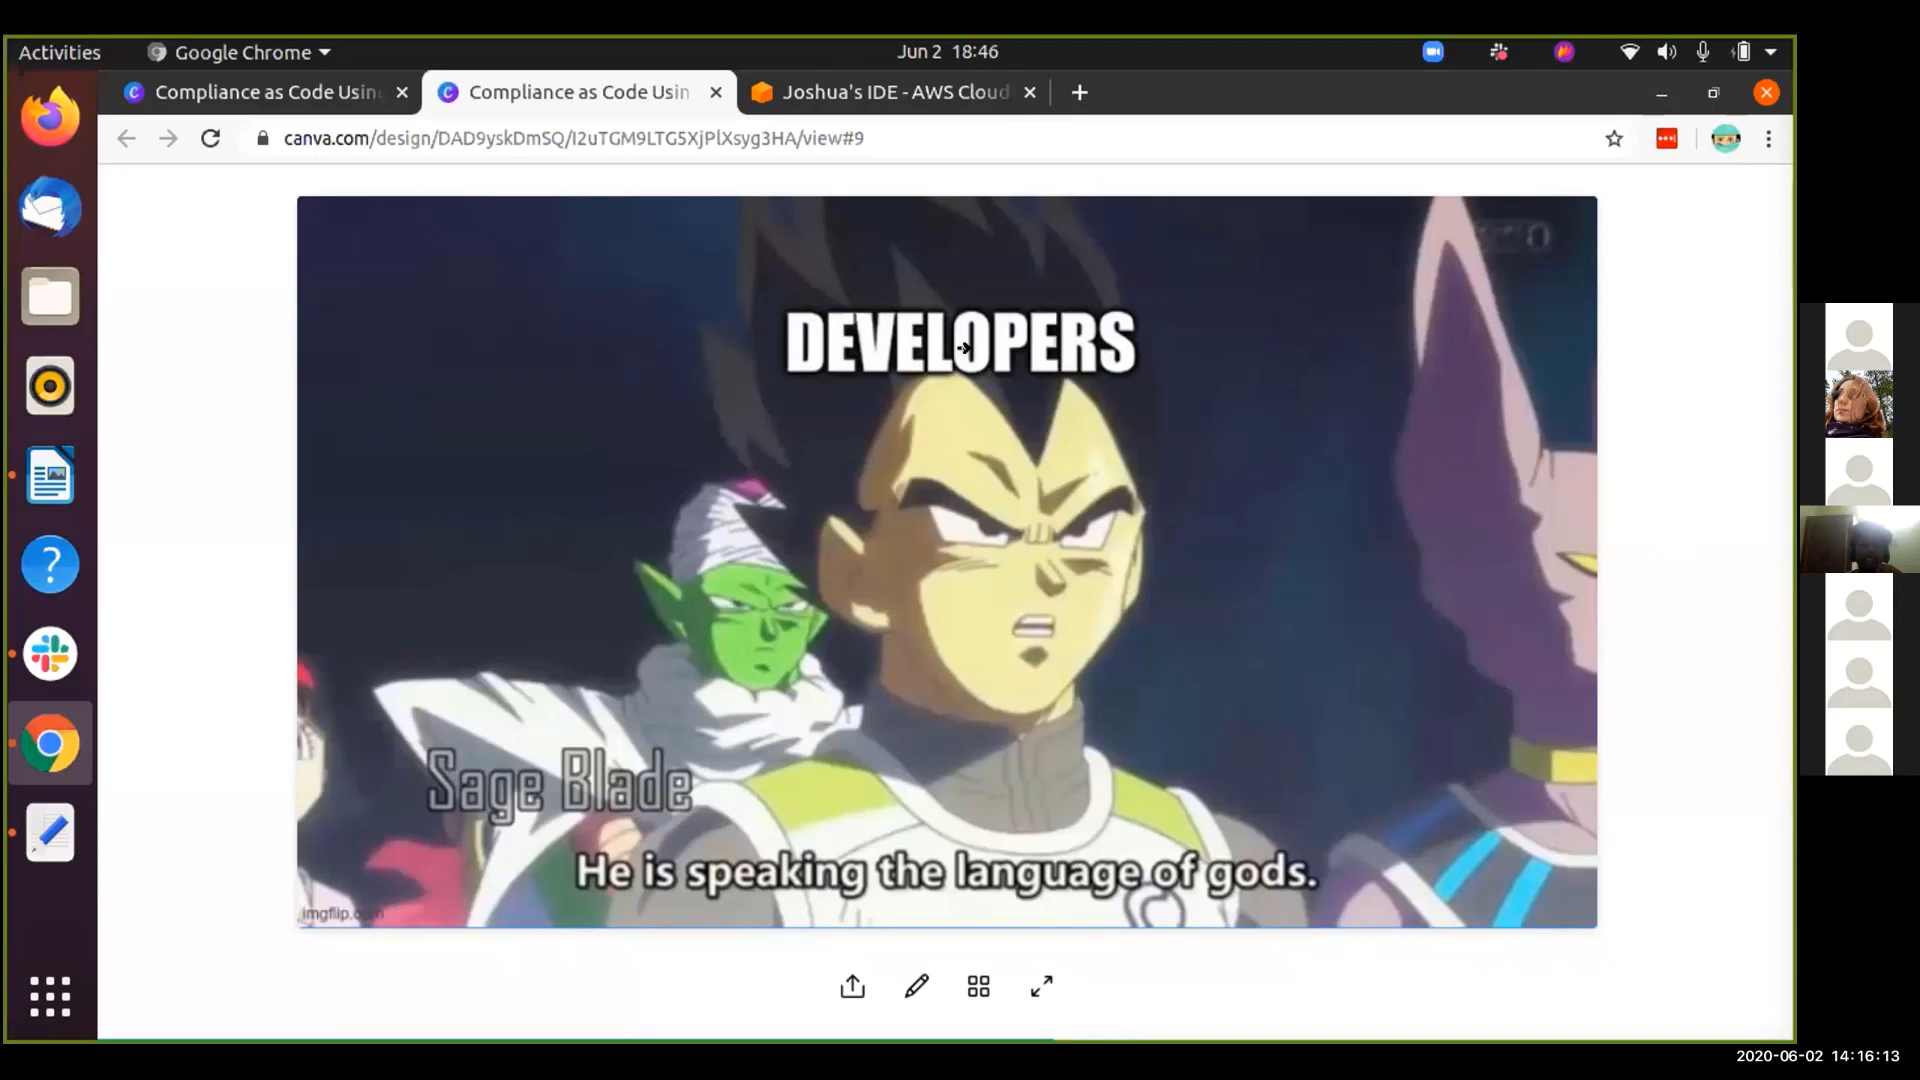 Activities
Google Chrome
Jun 2 18:46
Compliance as Code Usin
Compliance as Code Usin
Joshua's IDE - AWS Cloud
canva.com/design/DAD9yskDmSQ/I2uTGM9LTG5XjPlXsyg3HA/view#9
DEVELOPERS
Sage Blade
He is speaking the language of gods.
imgflip.com
2020-06-02 14:16:13